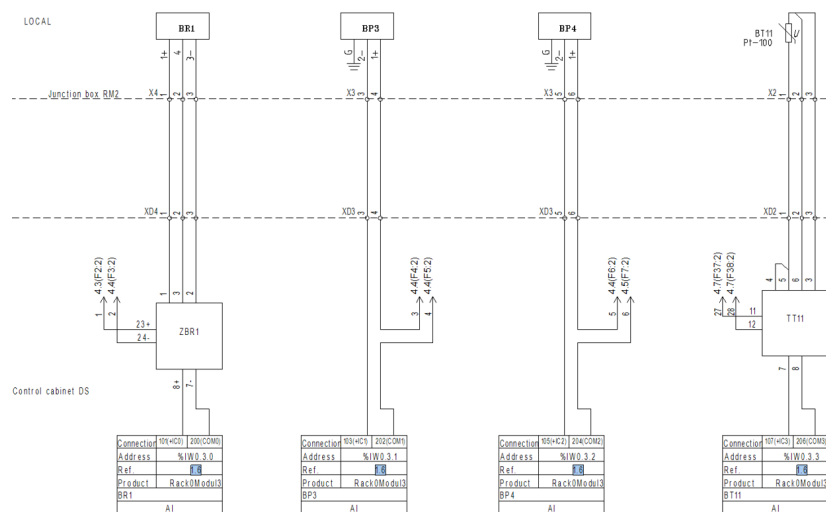 LOCAL
BR1
BP3
BP4
BT11
Pt-100
1+
4
3-
G
2-
1+
G
2-
1+
Junction box RM2
X4
1
2
3
X3
3
4
X3
5
6
X2
1
2
3
XD4
1
2
3
XD3
3
4
XD3
5
6
XD2
1
2
3
4.3(F2:2)
4.4(F3:2)
4.4(F4:2)
4.4(F5:2)
4.4(F6:2)
4.5(F7:2)
4.7(F37:2)
4.7(F38:2)
1
2
1
3
2
3
4
5
6
27
28
4
5
6
3
23+
24-
ZBR1
11
12
TT11
8+
7-
7
8
Control cabinet DS
Connection 101(+IC0) 200(COM0)
Address %IW0.3.0
Ref. 1.6
Product Rack0Modul3
BR1
AI
Connection 103(+IC1) 202(COM1)
Address %IW0.3.1
Ref. 1.6
Product Rack0Modul3
BP3
AI
Connection 105(+IC2) 204(COM2)
Address %IW0.3.2
Ref. 1.6
Product Rack0Modul3
BP4
AI
Connection 107(+IC3) 206(COM3)
Address %IW0.3.3
Ref. 1.6
Product Rack0Modul3
BT11
AI